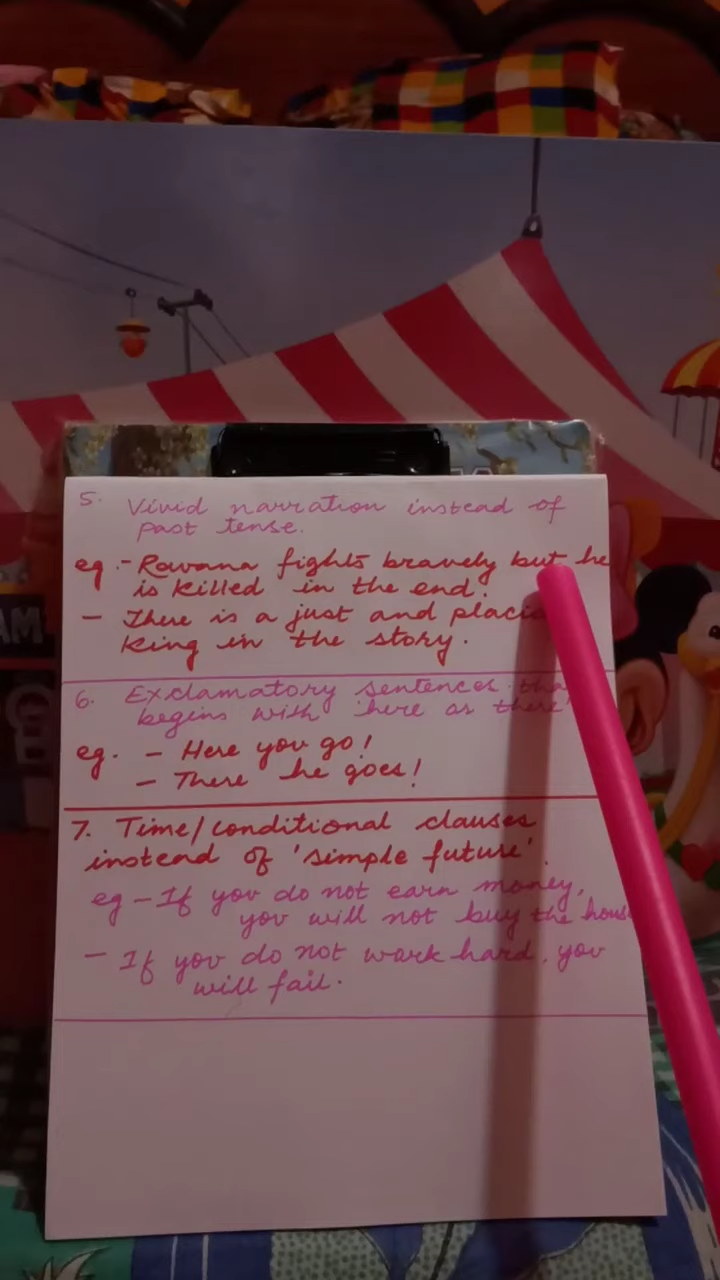 5. Vivid narration instead of
past tense.
eg.- Ravana fights bravely but he
is killed in the end.
- There is a just and
King in the story.
6. Exclamatory sentences
begins with 'here or there'
eg. - Here you go!
- There he goes!
7. Time/conditional clauses
instead of 'simple future'.
eg - If you do not earn money,
you will not buy the
- If you do not work hard, you
will fail.
AM